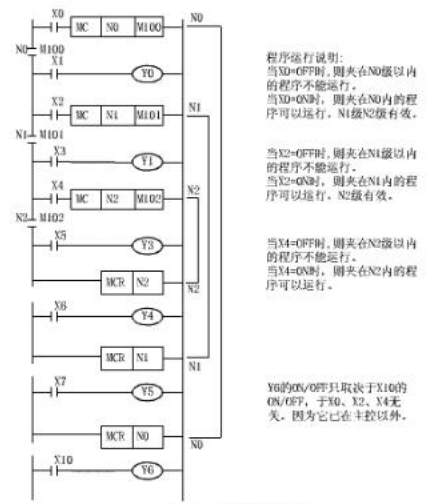 X0
MC N0 M100
N0
N0 M100
X1
Y0
X2
MC N1 M101
N1
N1 M101
X3
Y1
X4
MC N2 M102
N2
N2 M102
X5
Y3
MCR N2
N2
X6
Y4
MCR N1
N1
X7
Y5
MCR N0
N0
X10
Y6
程序运行说明:
当X0=OFF时, 则夹在N0级以内
的程序不能运行。
当X0=ON时, 则夹在N0内的程
序可以运行。N1级N2级有效。
当X2=OFF时, 则夹在N1级以内
的程序不能运行。
当X2=ON时, 则夹在N1内的程
序可以运行。N2级有效。
当X4=OFF时, 则夹在N2级以内
的程序不能运行。
当X4=ON时, 则夹在N2内的程
序可以运行。
Y6的ON/OFF只取决于X10的
ON/OFF, 于X0、X2、X4无
关。因为它已在主控以外。